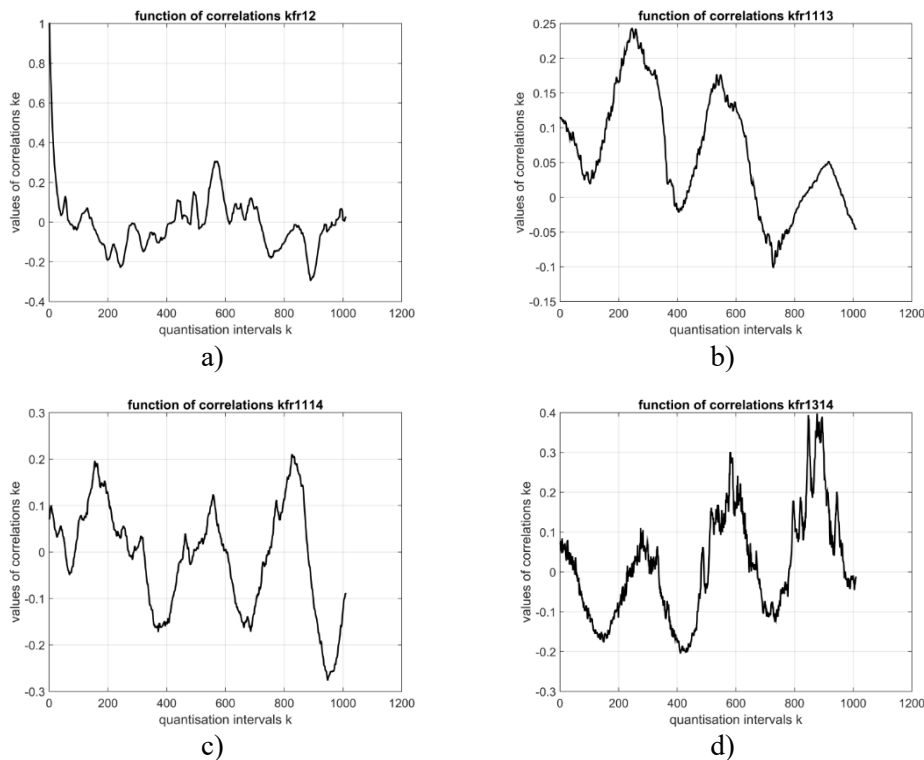 function of correlations kfr12
values of correlations ke
1
0.8
0.6
0.4
0.2
0
-0.2
-0.4
0 200 400 600 800 1000 1200
quantisation intervals k
a)
function of correlations kfr1113
values of correlations ke
0.25
0.2
0.15
0.1
0.05
0
-0.05
-0.1
-0.15
0 200 400 600 800 1000 1200
quantisation intervals k
b)
function of correlations kfr1114
values of correlations ke
0.3
0.2
0.1
0
-0.1
-0.2
-0.3
0 200 400 600 800 1000 1200
quantisation intervals k
c)
function of correlations kfr1314
values of correlations ke
0.4
0.3
0.2
0.1
0
-0.1
-0.2
-0.3
0 200 400 600 800 1000 1200
quantisation intervals k
d)